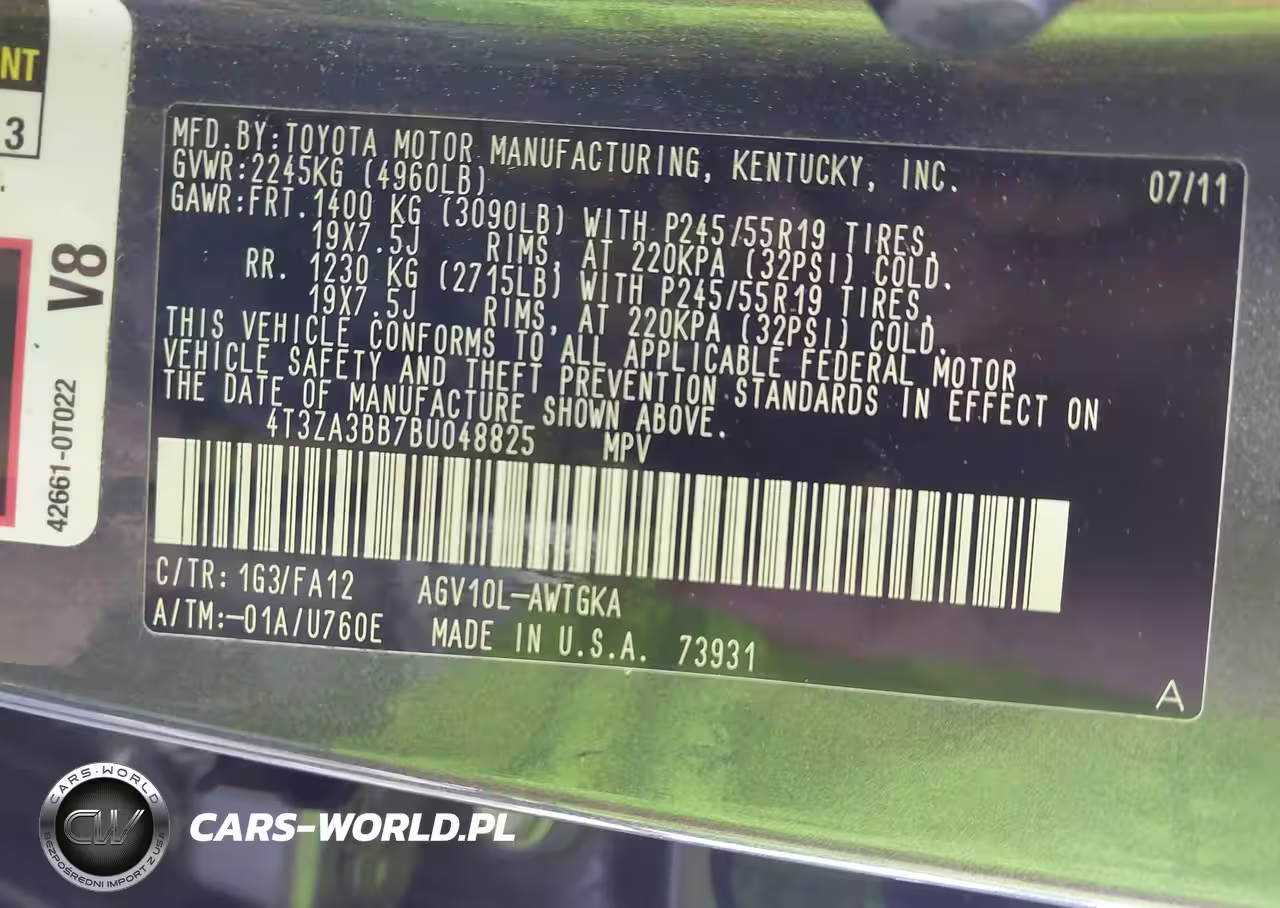 NT
3
V8
42661-0T022
MFD.BY:TOYOTA MOTOR MANUFACTURING, KENTUCKY, INC. 07/11
GVWR:2245KG (4960LB)
GAWR:FRT.1400 KG (3090LB) WITH P245/55R19 TIRES,
19X7.5J RIMS, AT 220KPA (32PSI) COLD.
RR. 1230 KG (2715LB) WITH P245/55R19 TIRES,
19X7.5J RIMS, AT 220KPA (32PSI) COLD.
THIS VEHICLE CONFORMS TO ALL APPLICABLE FEDERAL MOTOR
VEHICLE SAFETY AND THEFT PREVENTION STANDARDS IN EFFECT ON
THE DATE OF MANUFACTURE SHOWN ABOVE.
4T3ZA3BB7BU048825 MPV
C/TR: 1G3/FA12 AGV10L-AWTGKA
A/TM:-01A/U760E MADE IN U.S.A. 73931
A
CARS-WORLD
CW
BEZPOŚREDNI IMPORT Z USA
CARS-WORLD.PL